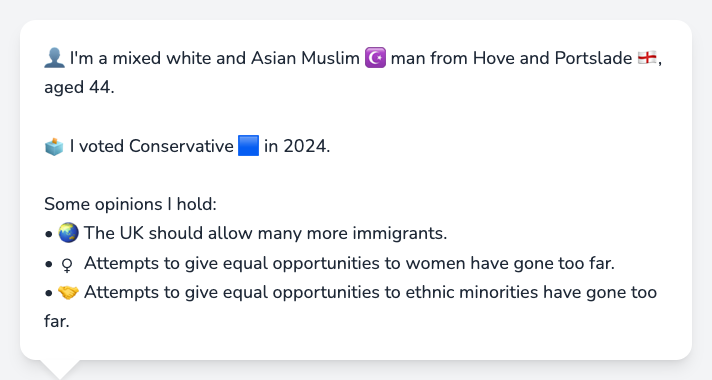 👤 I'm a mixed white and Asian Muslim ☪️ man from Hove and Portslade 🏴󠁧󠁢󠁥󠁮󠁧󠁿,
aged 44.
🗳️ I voted Conservative 🟦 in 2024.
Some opinions I hold:
• 🌏 The UK should allow many more immigrants.
• ♀ Attempts to give equal opportunities to women have gone too far.
• 🤝 Attempts to give equal opportunities to ethnic minorities have gone too
far.